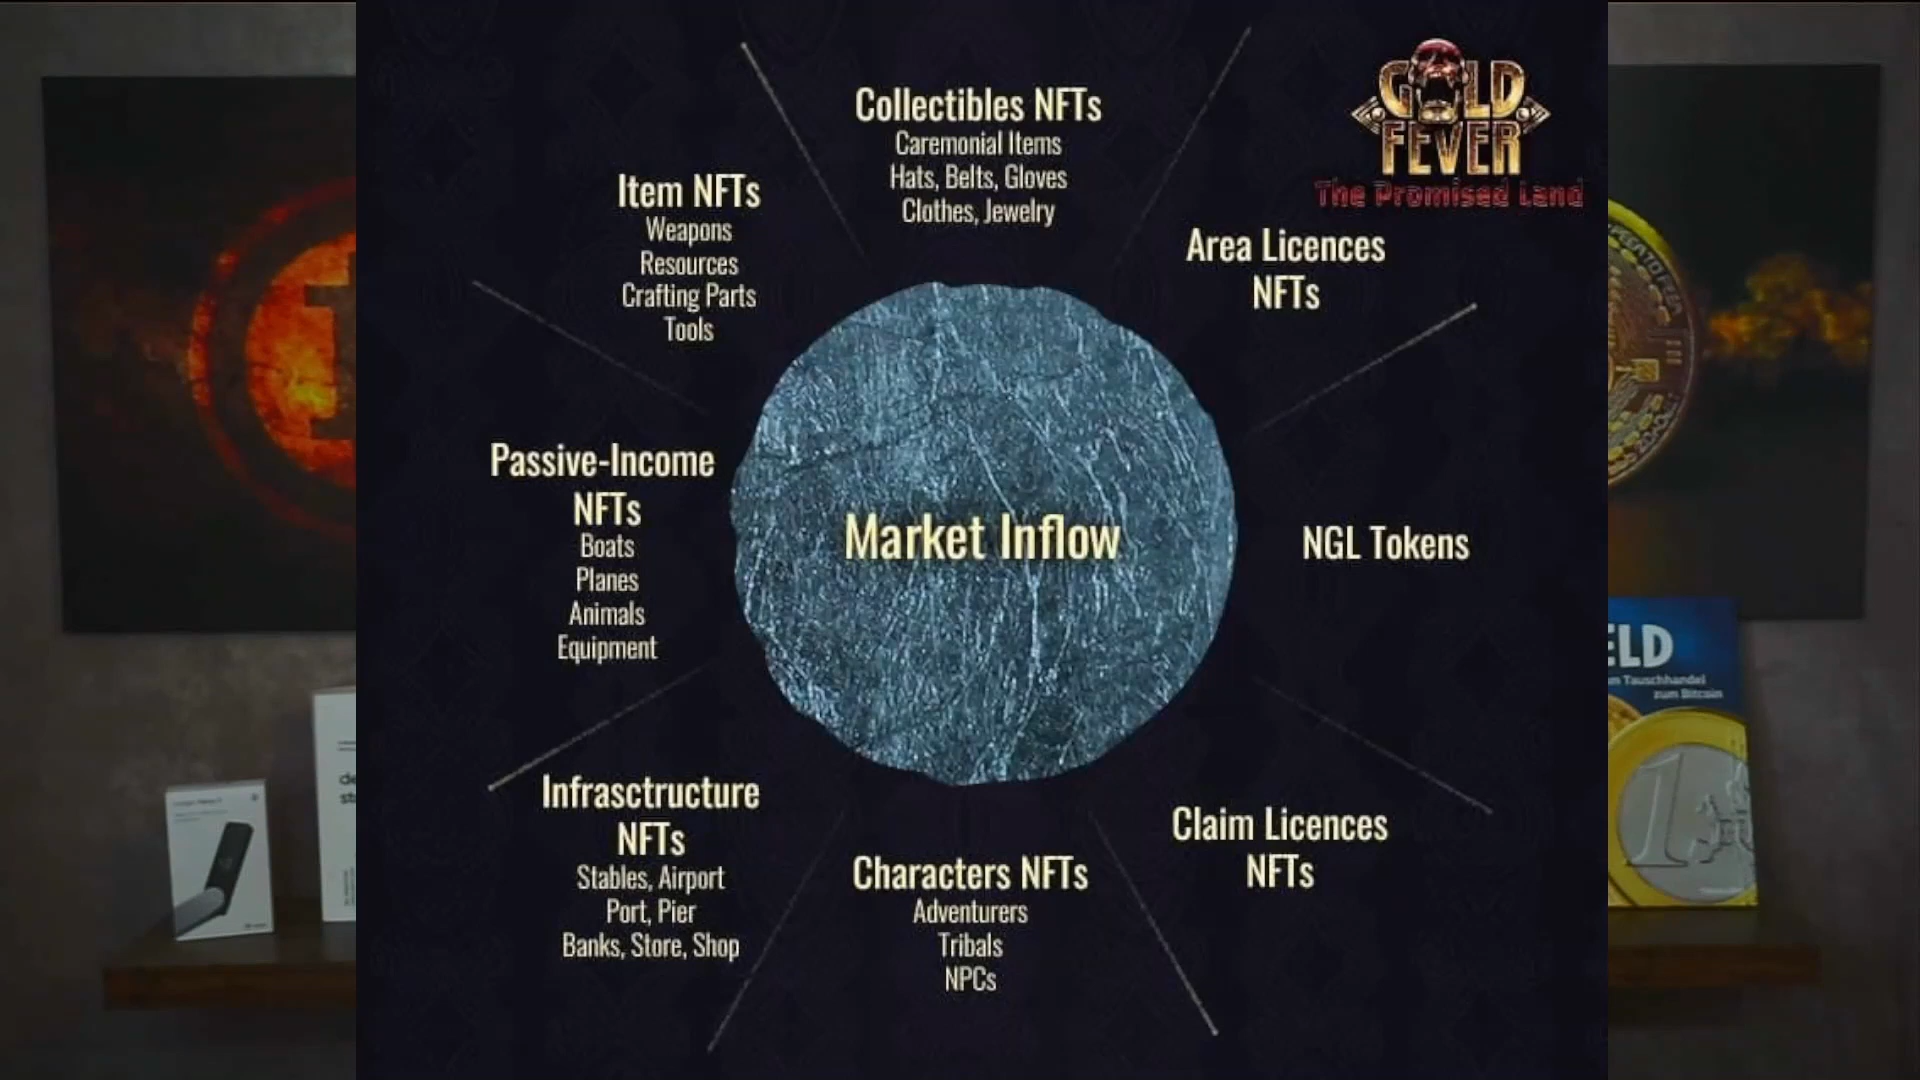 Collectibles NFTs
Caremonial Items
Hats, Belts, Gloves
Clothes, Jewelry
GOLD
FEVER
The Promised Land
Item NFTs
Weapons
Resources
Crafting Parts
Tools
Area Licences
NFTs
Passive-Income
NFTs
Boats
Planes
Animals
Equipment
Market Inflow
NGL Tokens
Infrasctructure
NFTs
Stables, Airport
Port, Pier
Banks, Store, Shop
Characters NFTs
Adventurers
Tribals
NPCs
Claim Licences
NFTs
ELD
Tauschhandel
zum Bitcoin
1